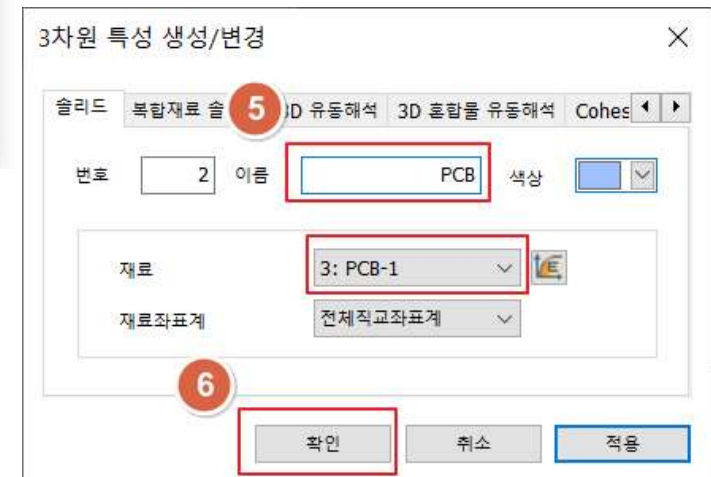 3차원 특성 생성/변경
솔리드 복합재료 솔 5 3D 유동해석 3D 혼합물 유동해석 Cohes
번호 2 이름 PCB 색상
재료 3: PCB-1
재료좌표계 전체직교좌표계
6
확인 취소 적용